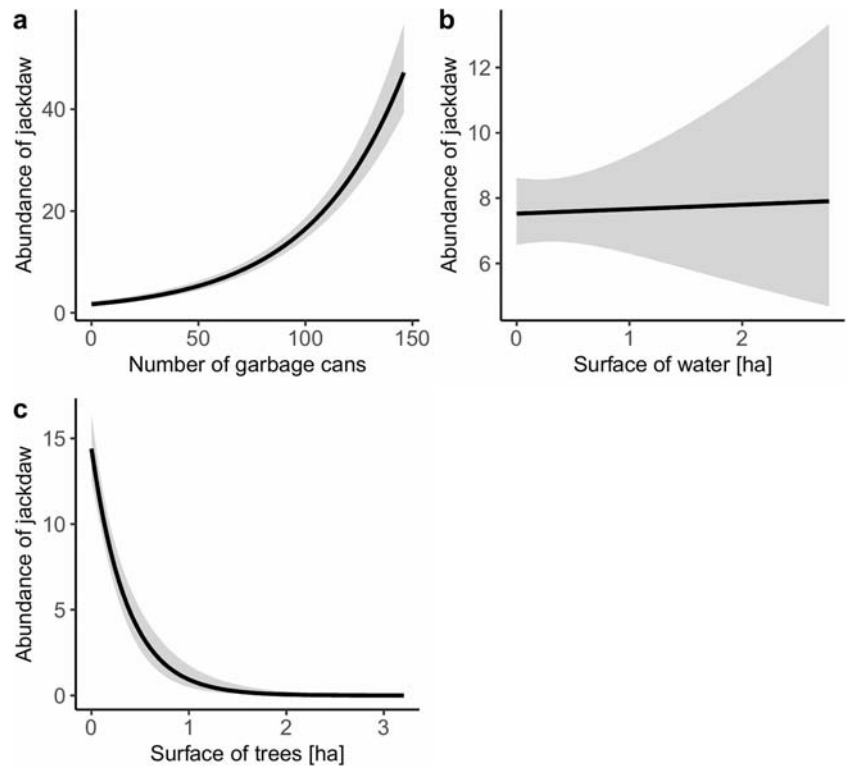 a
Abundance of jackdaw
40
20
0
0 50 100 150
Number of garbage cans
b
Abundance of jackdaw
12
10
8
6
0 1 2
Surface of water [ha]
c
Abundance of jackdaw
15
10
5
0
0 1 2 3
Surface of trees [ha]